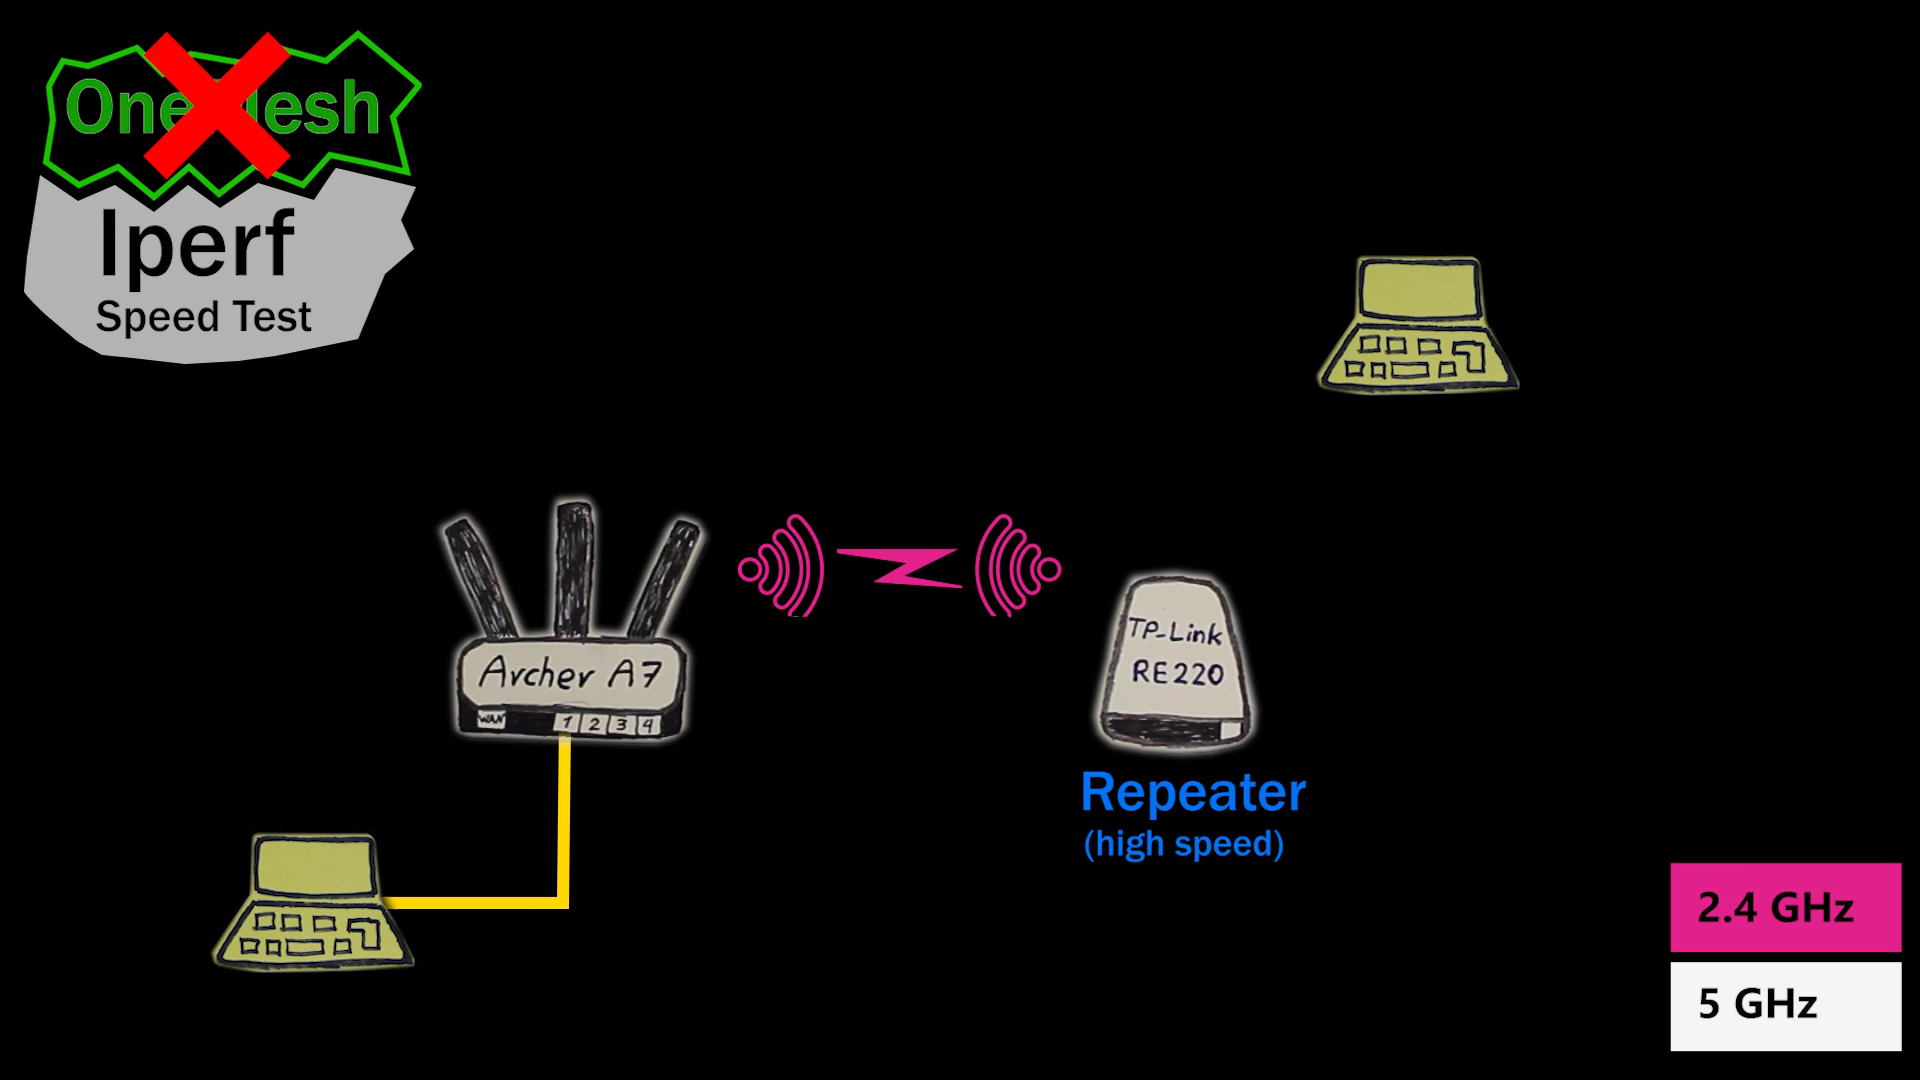 OneMesh
Iperf
Speed Test
Archer A7
WAN 1 2 3 4
TP-Link
RE220
Repeater
(high speed)
2.4 GHz
5 GHz